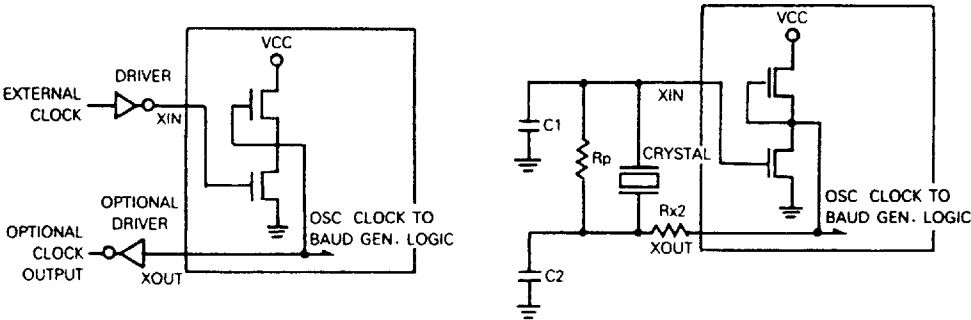 VCC
DRIVER
EXTERNAL
CLOCK
XIN
OPTIONAL
DRIVER
OPTIONAL
CLOCK
OUTPUT
XOUT
OSC CLOCK TO
BAUD GEN. LOGIC
VCC
XIN
C1
Rp
CRYSTAL
Rx2
XOUT
OSC CLOCK TO
BAUD GEN. LOGIC
C2